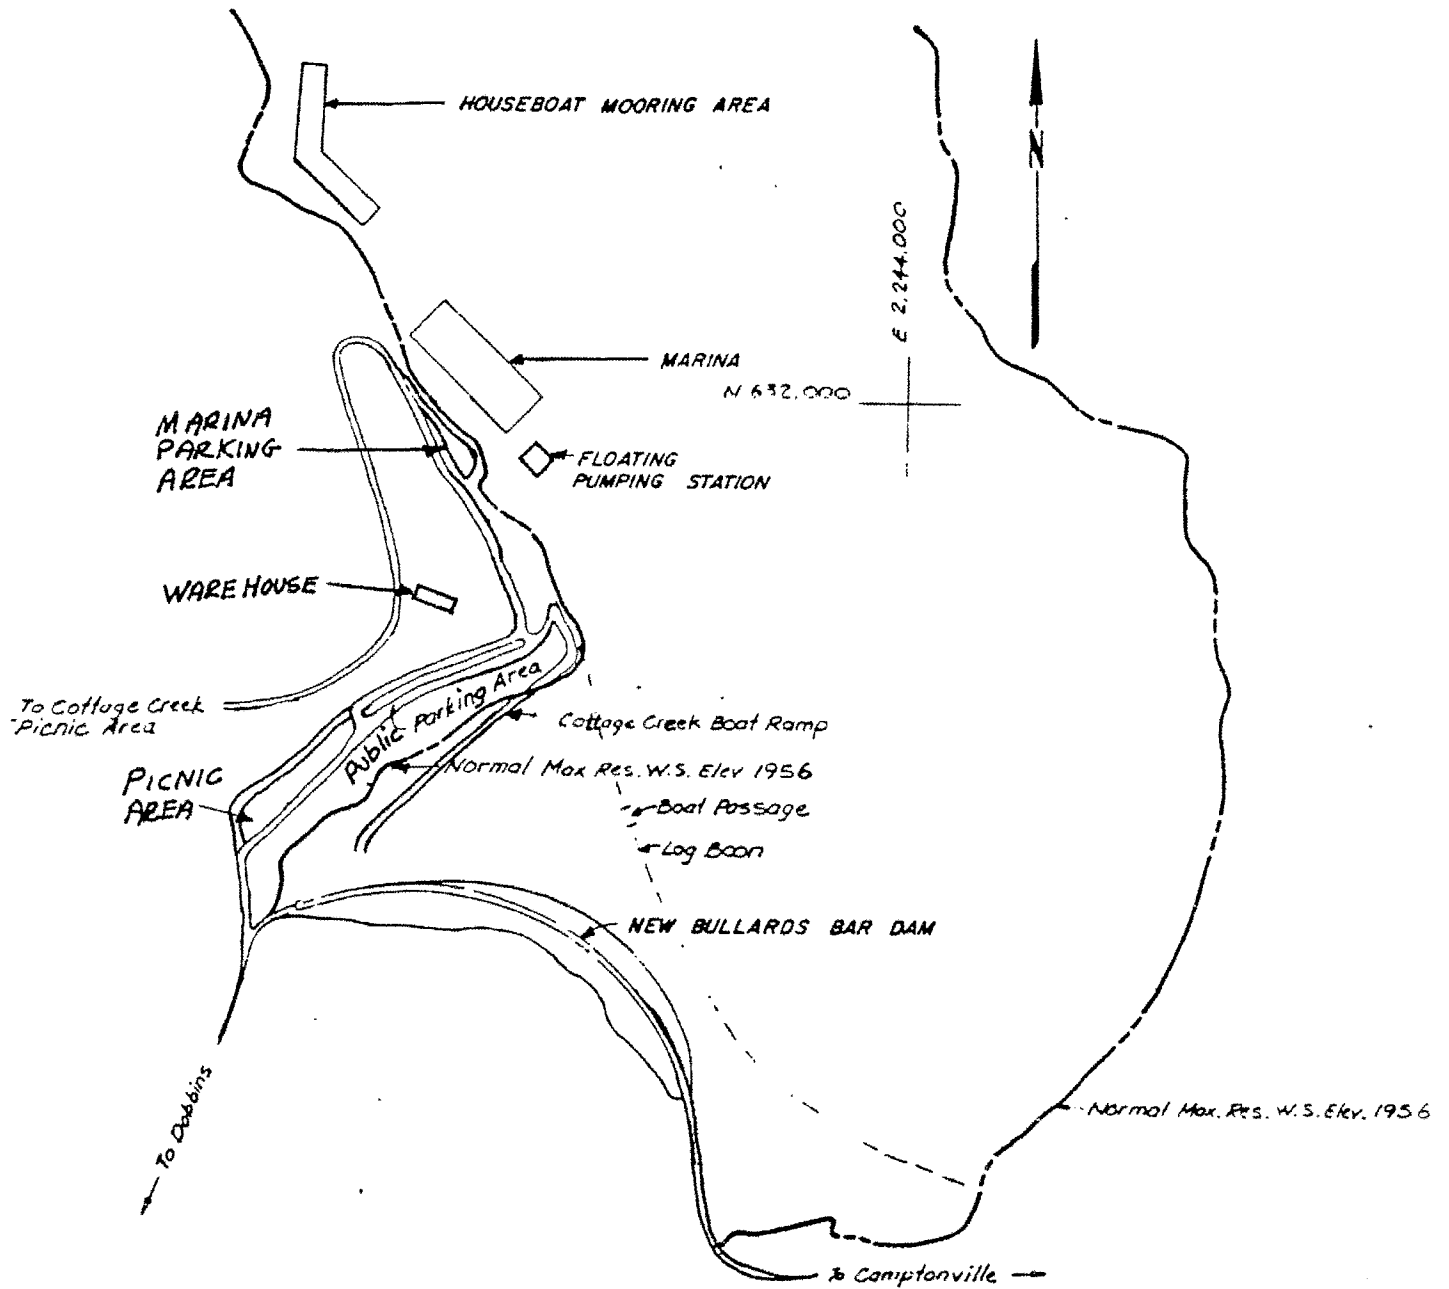 HOUSEBOAT MOORING AREA
N
E 2,244,000
MARINA
N 632,000
MARINA
PARKING
AREA
FLOATING
PUMPING STATION
WAREHOUSE
To Cottage Creek
Picnic Area
Public Parking Area
Cottage Creek Boat Ramp
Normal Max Res. W.S. Elev 1956
PICNIC
AREA
Boat Passage
Log Boon
NEW BULLARDS BAR DAM
To Dobbins
Normal Max. Res. W.S. Elev. 1956
To Camptonville